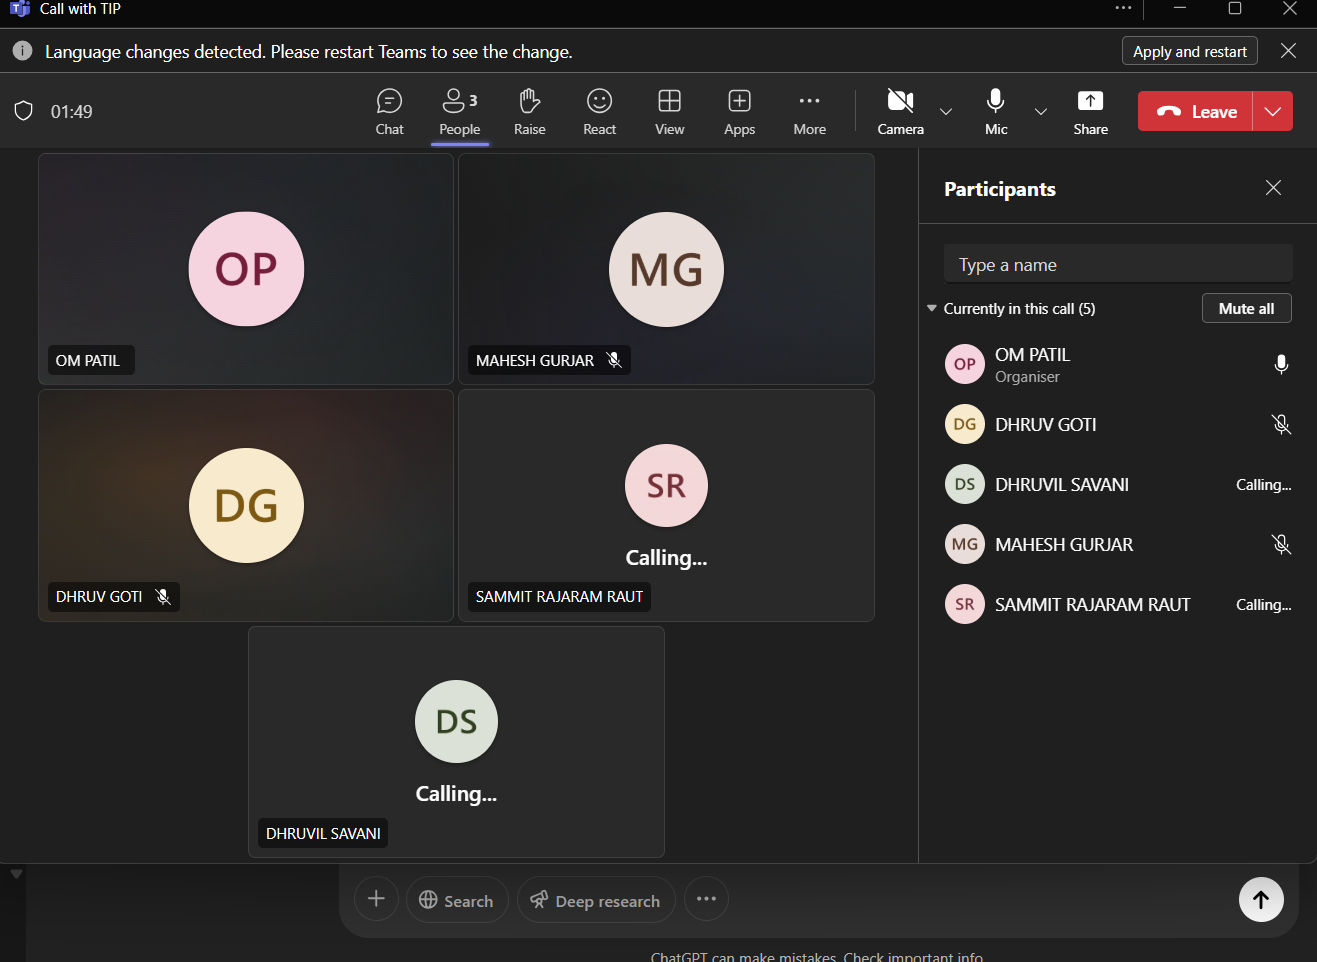 Call with TIP
Language changes detected. Please restart Teams to see the change.
Apply and restart
01:49
Chat
People 3
Raise
React
View
Apps
More
Camera
Mic
Share
Leave
OP
OM PATIL
MG
MAHESH GURJAR
DG
DHRUV GOTI
SR
Calling...
SAMMIT RAJARAM RAUT
DS
Calling...
DHRUVIL SAVANI
Participants
Type a name
Currently in this call (5)
Mute all
OP
OM PATIL
Organiser
DG
DHRUV GOTI
DS
DHRUVIL SAVANI
Calling...
MG
MAHESH GURJAR
SR
SAMMIT RAJARAM RAUT
Calling...
Search
Deep research
ChatGPT can make mistakes. Check important info.